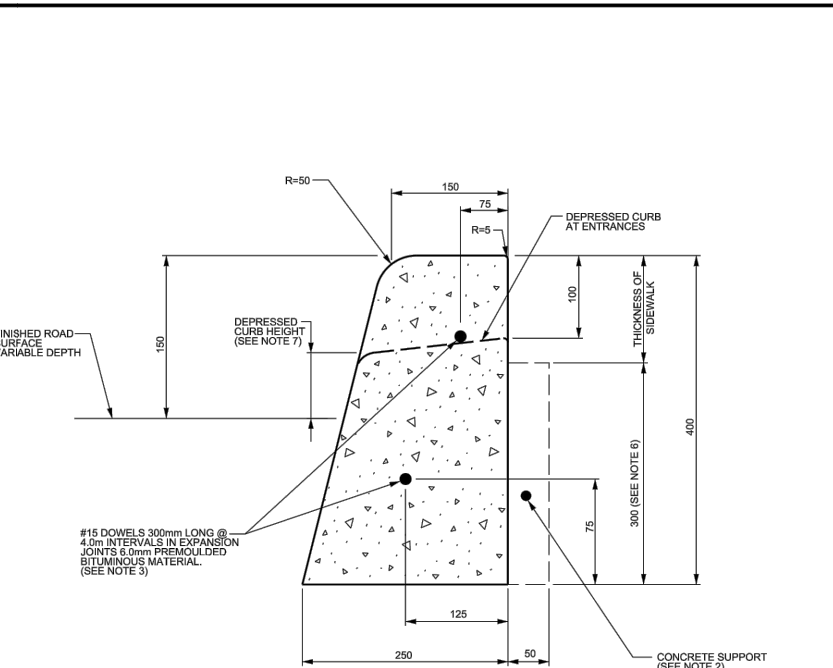 R=50
150
75
R=5
DEPRESSED CURB
AT ENTRANCES
100
THICKNESS OF
SIDEWALK
INISHED ROAD
SURFACE
ARIABLE DEPTH
150
DEPRESSED
CURB HEIGHT
(SEE NOTE 7)
400
300 (SEE NOTE 6)
75
#15 DOWELS 300mm LONG @
4.0m INTERVALS IN EXPANSION
JOINTS 6.0mm PREMOULDED
BITUMINOUS MATERIAL.
(SEE NOTE 3)
125
250
50
CONCRETE SUPPORT
(SEE NOTE 2)